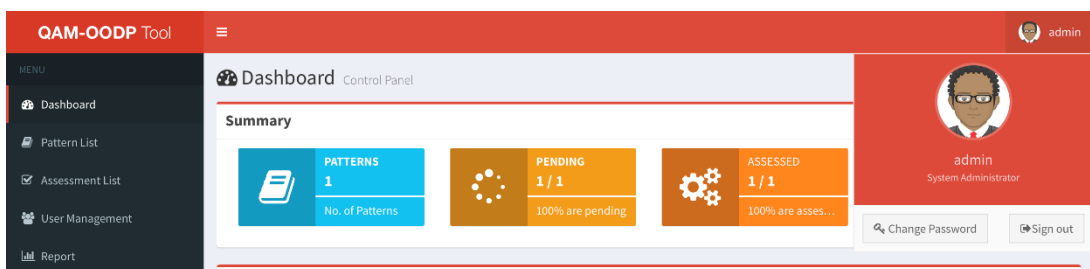 QAM-OODP Tool
admin
MENU
Dashboard
Pattern List
Assessment List
User Management
Report
Dashboard Control Panel
Summary
PATTERNS
1
No. of Patterns
PENDING
1 / 1
100% are pending
ASSESSED
1 / 1
100% are asses...
admin
System Administrator
Change Password
Sign out